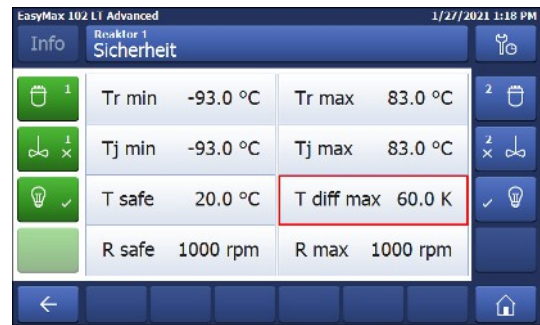 EasyMax 102 LT Advanced 1/27/2021 1:18 PM
Info
Reaktor 1
Sicherheit
1 Tr min -93.0 °C Tr max 83.0 °C 2
1 Tj min -93.0 °C Tj max 83.0 °C 2
T safe 20.0 °C T diff max 60.0 K
R safe 1000 rpm R max 1000 rpm